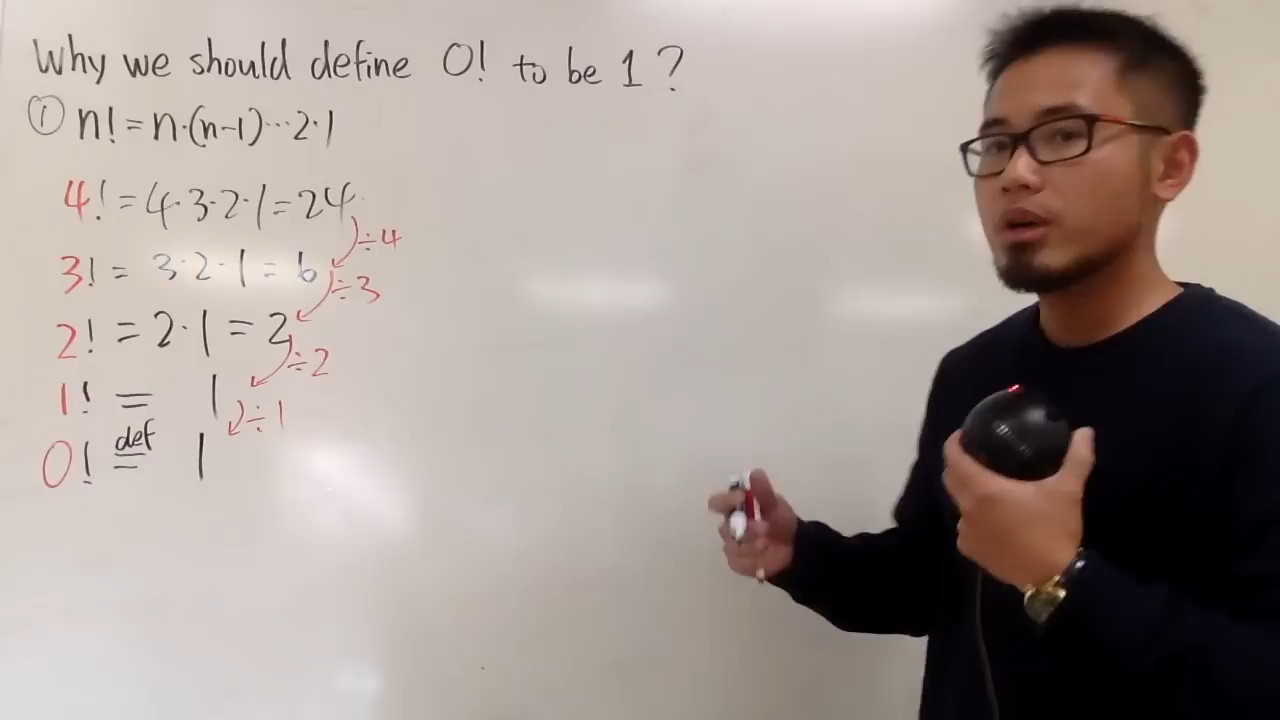 Why we should define 0! to be 1?
① n! = n·(n-1)···2·1
4! = 4·3·2·1 = 24
÷4
3! = 3·2·1 = 6
÷3
2! = 2·1 = 2
÷2
1! = 1
÷1
0! def= 1